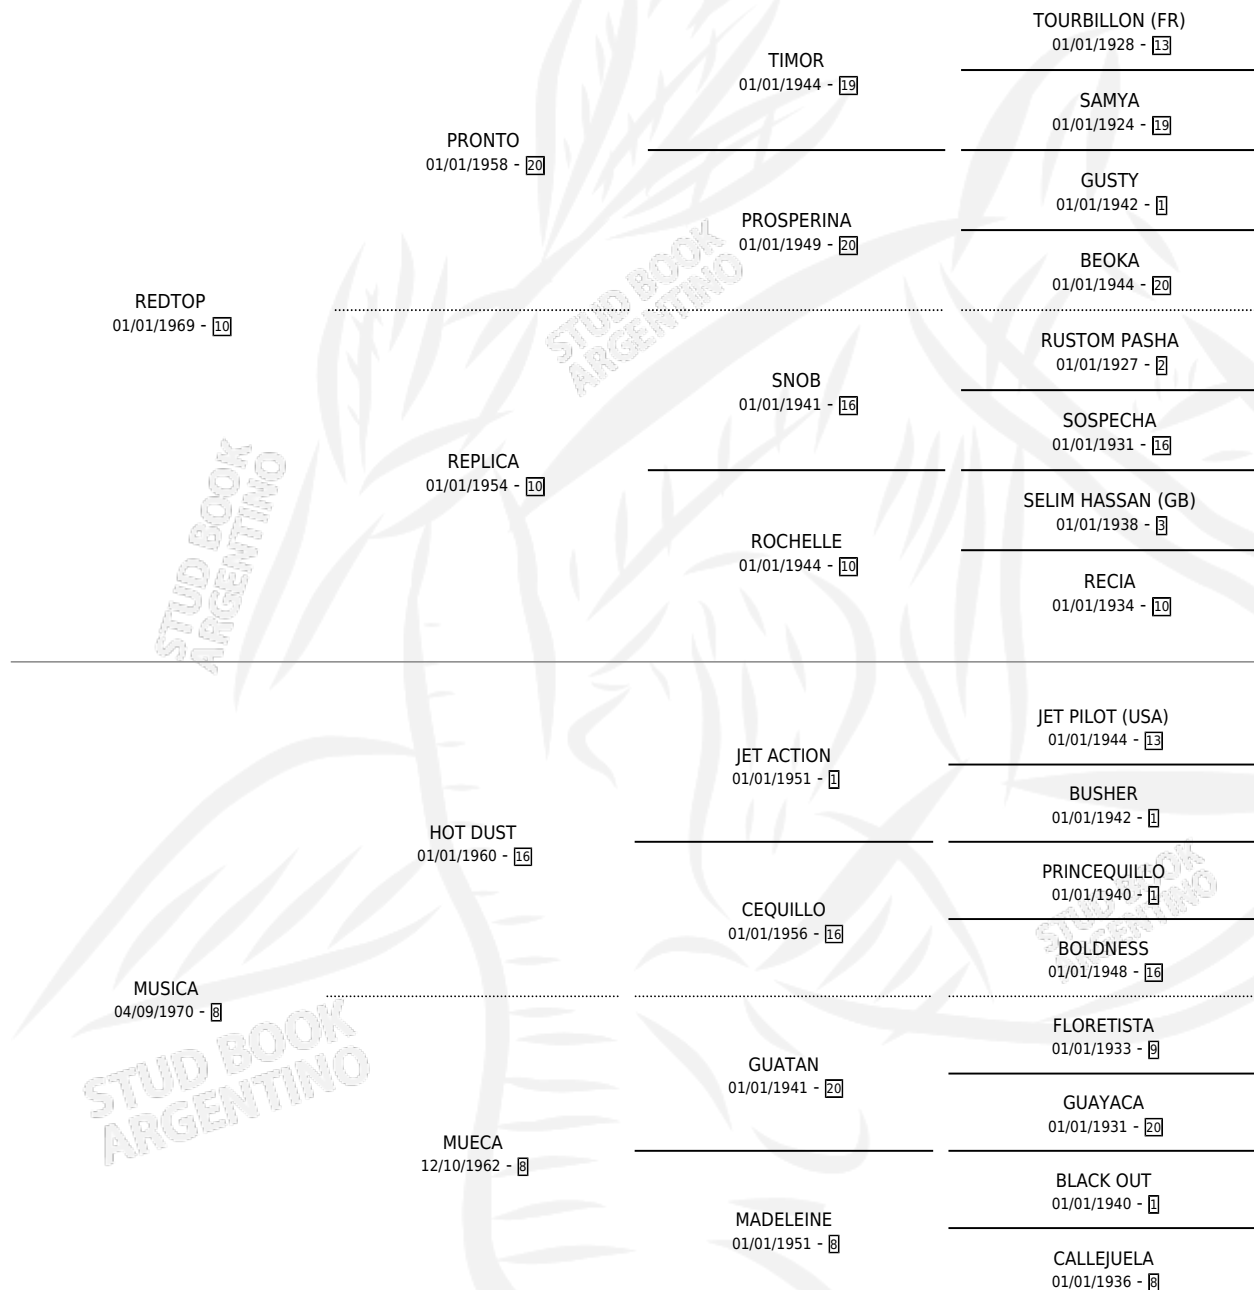 TOURBILLON (FR)
01/01/1928 - 13
TIMOR
01/01/1944 - 19
SAMYA
01/01/1924 - 19
PRONTO
01/01/1958 - 20
GUSTY
01/01/1942 - 1
PROSPERINA
01/01/1949 - 20
BEOKA
01/01/1944 - 20
REDTOP
01/01/1969 - 10
STUD BOOK
ARGENTINO
RUSTOM PASHA
01/01/1927 - 2
SNOB
01/01/1941 - 16
SOSPECHA
01/01/1931 - 16
REPLICA
01/01/1954 - 10
SELIM HASSAN (GB)
01/01/1938 - 3
ROCHELLE
01/01/1944 - 10
RECIA
01/01/1934 - 10
STUD BOOK
ARGENTINO
JET PILOT (USA)
01/01/1944 - 13
JET ACTION
01/01/1951 - 1
BUSHER
01/01/1942 - 1
HOT DUST
01/01/1960 - 16
PRINCEQUILLO
01/01/1940 - 1
CEQUILLO
01/01/1956 - 16
STUD BOOK
ARGENTINO
BOLDNESS
01/01/1948 - 16
MUSICA
04/09/1970 - 8
STUD BOOK
ARGENTINO
FLORETISTA
01/01/1933 - 9
GUATAN
01/01/1941 - 20
GUAYACA
01/01/1931 - 20
MUECA
12/10/1962 - 8
BLACK OUT
01/01/1940 - 1
MADELEINE
01/01/1951 - 8
CALLEJUELA
01/01/1936 - 8